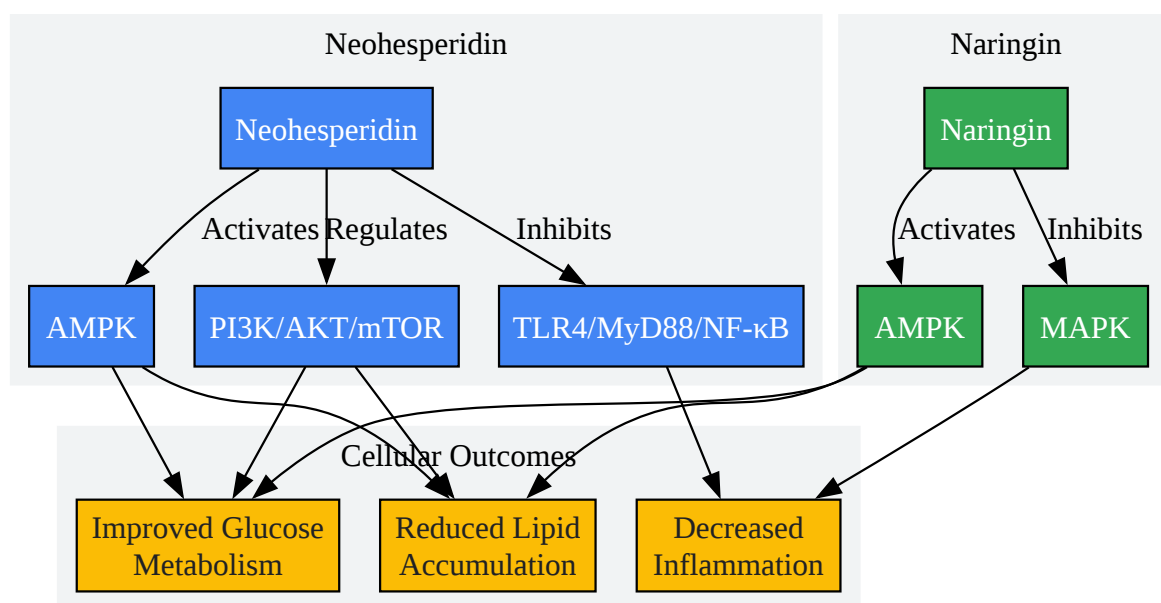 Neohesperidin
Naringin
Neohesperidin
Naringin
Activates
Regulates
Inhibits
Activates
Inhibits
AMPK
PI3K/AKT/mTOR
TLR4/MyD88/NF-κB
AMPK
MAPK
Cellular Outcomes
Improved Glucose
Metabolism
Reduced Lipid
Accumulation
Decreased
Inflammation